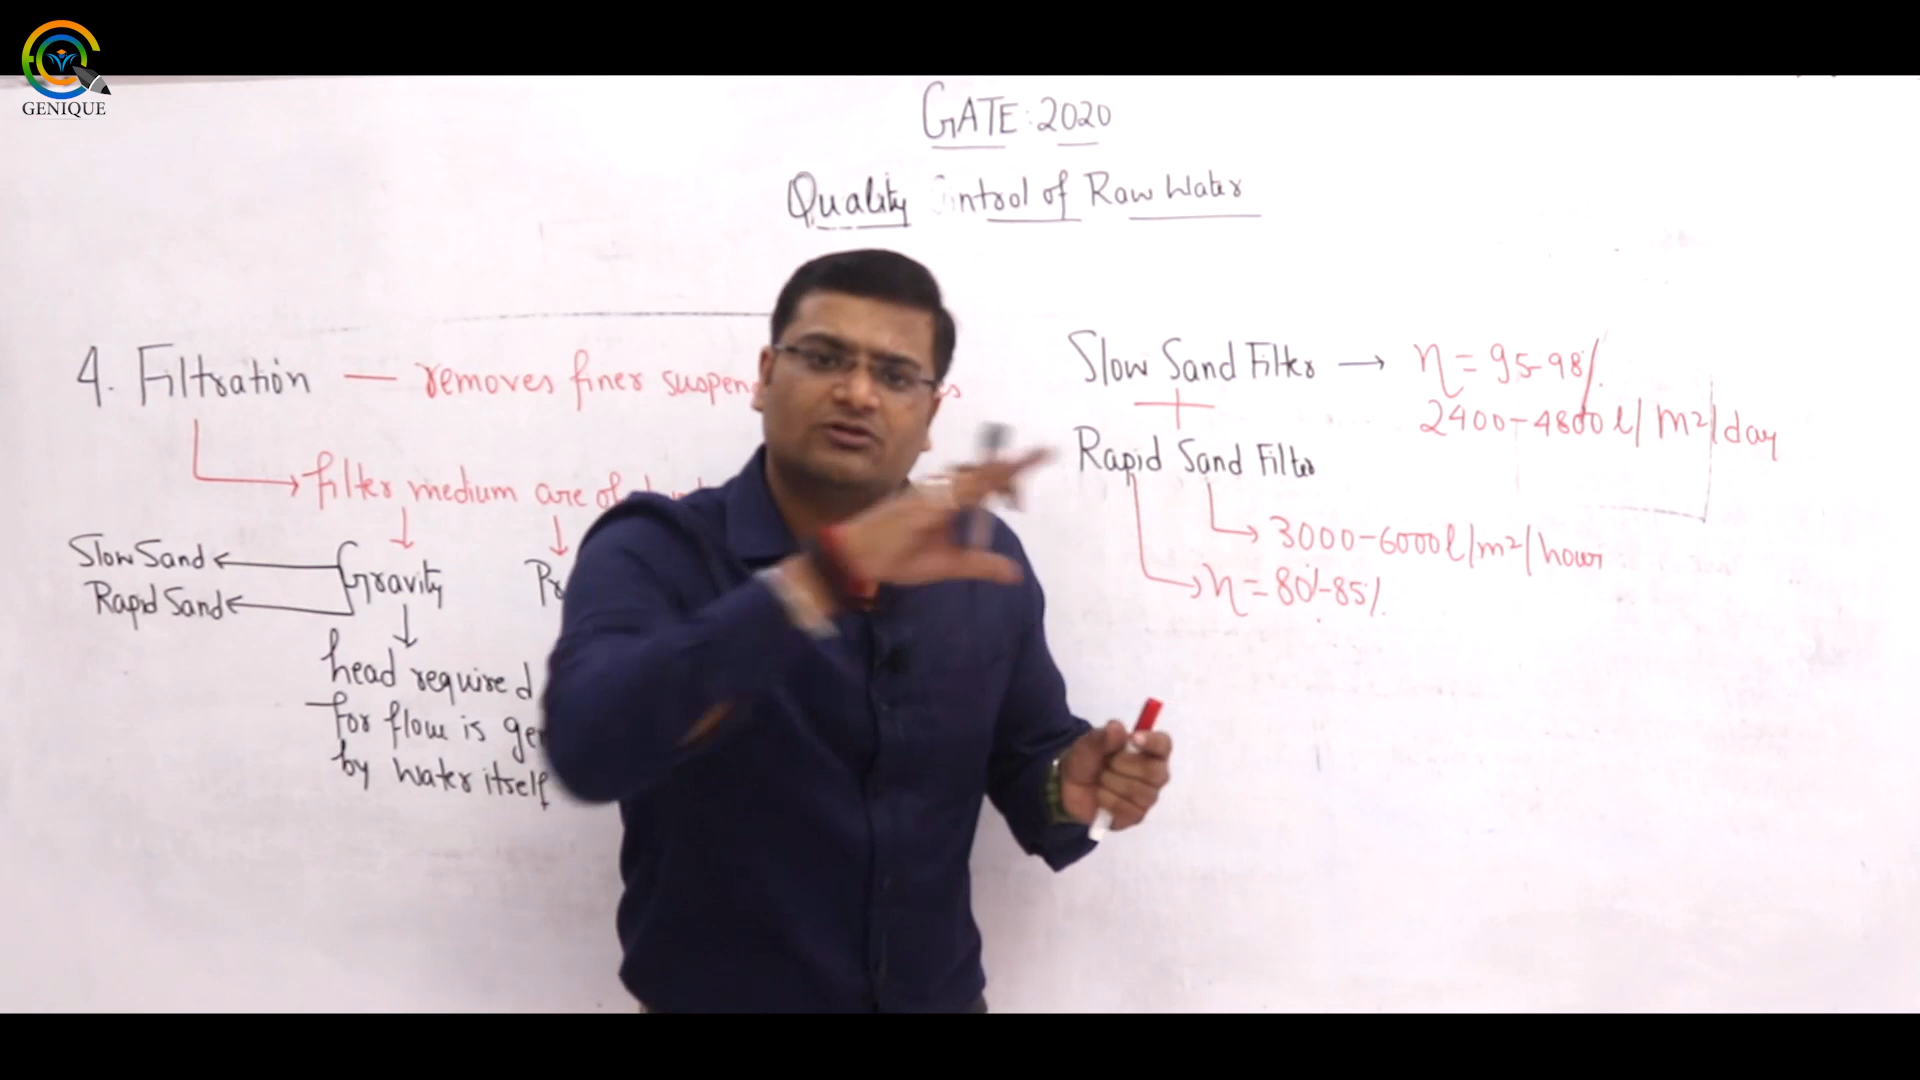 GENIQUE
GATE: 2020
Quality ntrol of Raw Water
4. Filtration — removes finer suspen s
filter medium are of
Slow Sand
Rapid Sand
Gravity
head required
for flow is ge
by water itself
Slow Sand Filter → η = 95-98%
2400-4800 l/m²/day
+
Rapid Sand Filter
3000-6000 l/m²/hour
η = 80%-85%